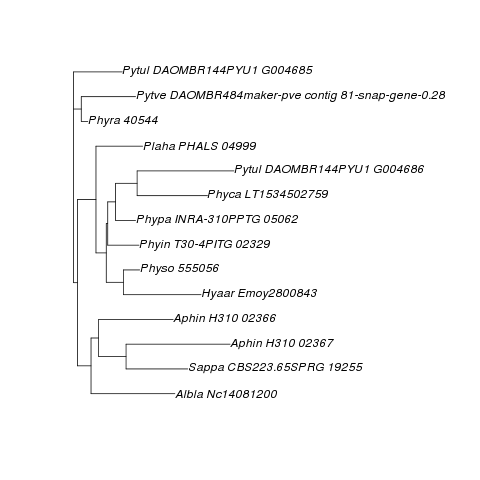 Pytul DAOMBR144PYU1 G004685
Pytve DAOMBR484maker-pve contig 81-snap-gene-0.28
Phyra 40544
Plaha PHALS 04999
Pytul DAOMBR144PYU1 G004686
Phyca LT1534502759
Phypa INRA-310PPTG 05062
Phyin T30-4PITG 02329
Physo 555056
Hyaar Emoy2800843
Aphin H310 02366
Aphin H310 02367
Sappa CBS223.65SPRG 19255
Albla Nc14081200